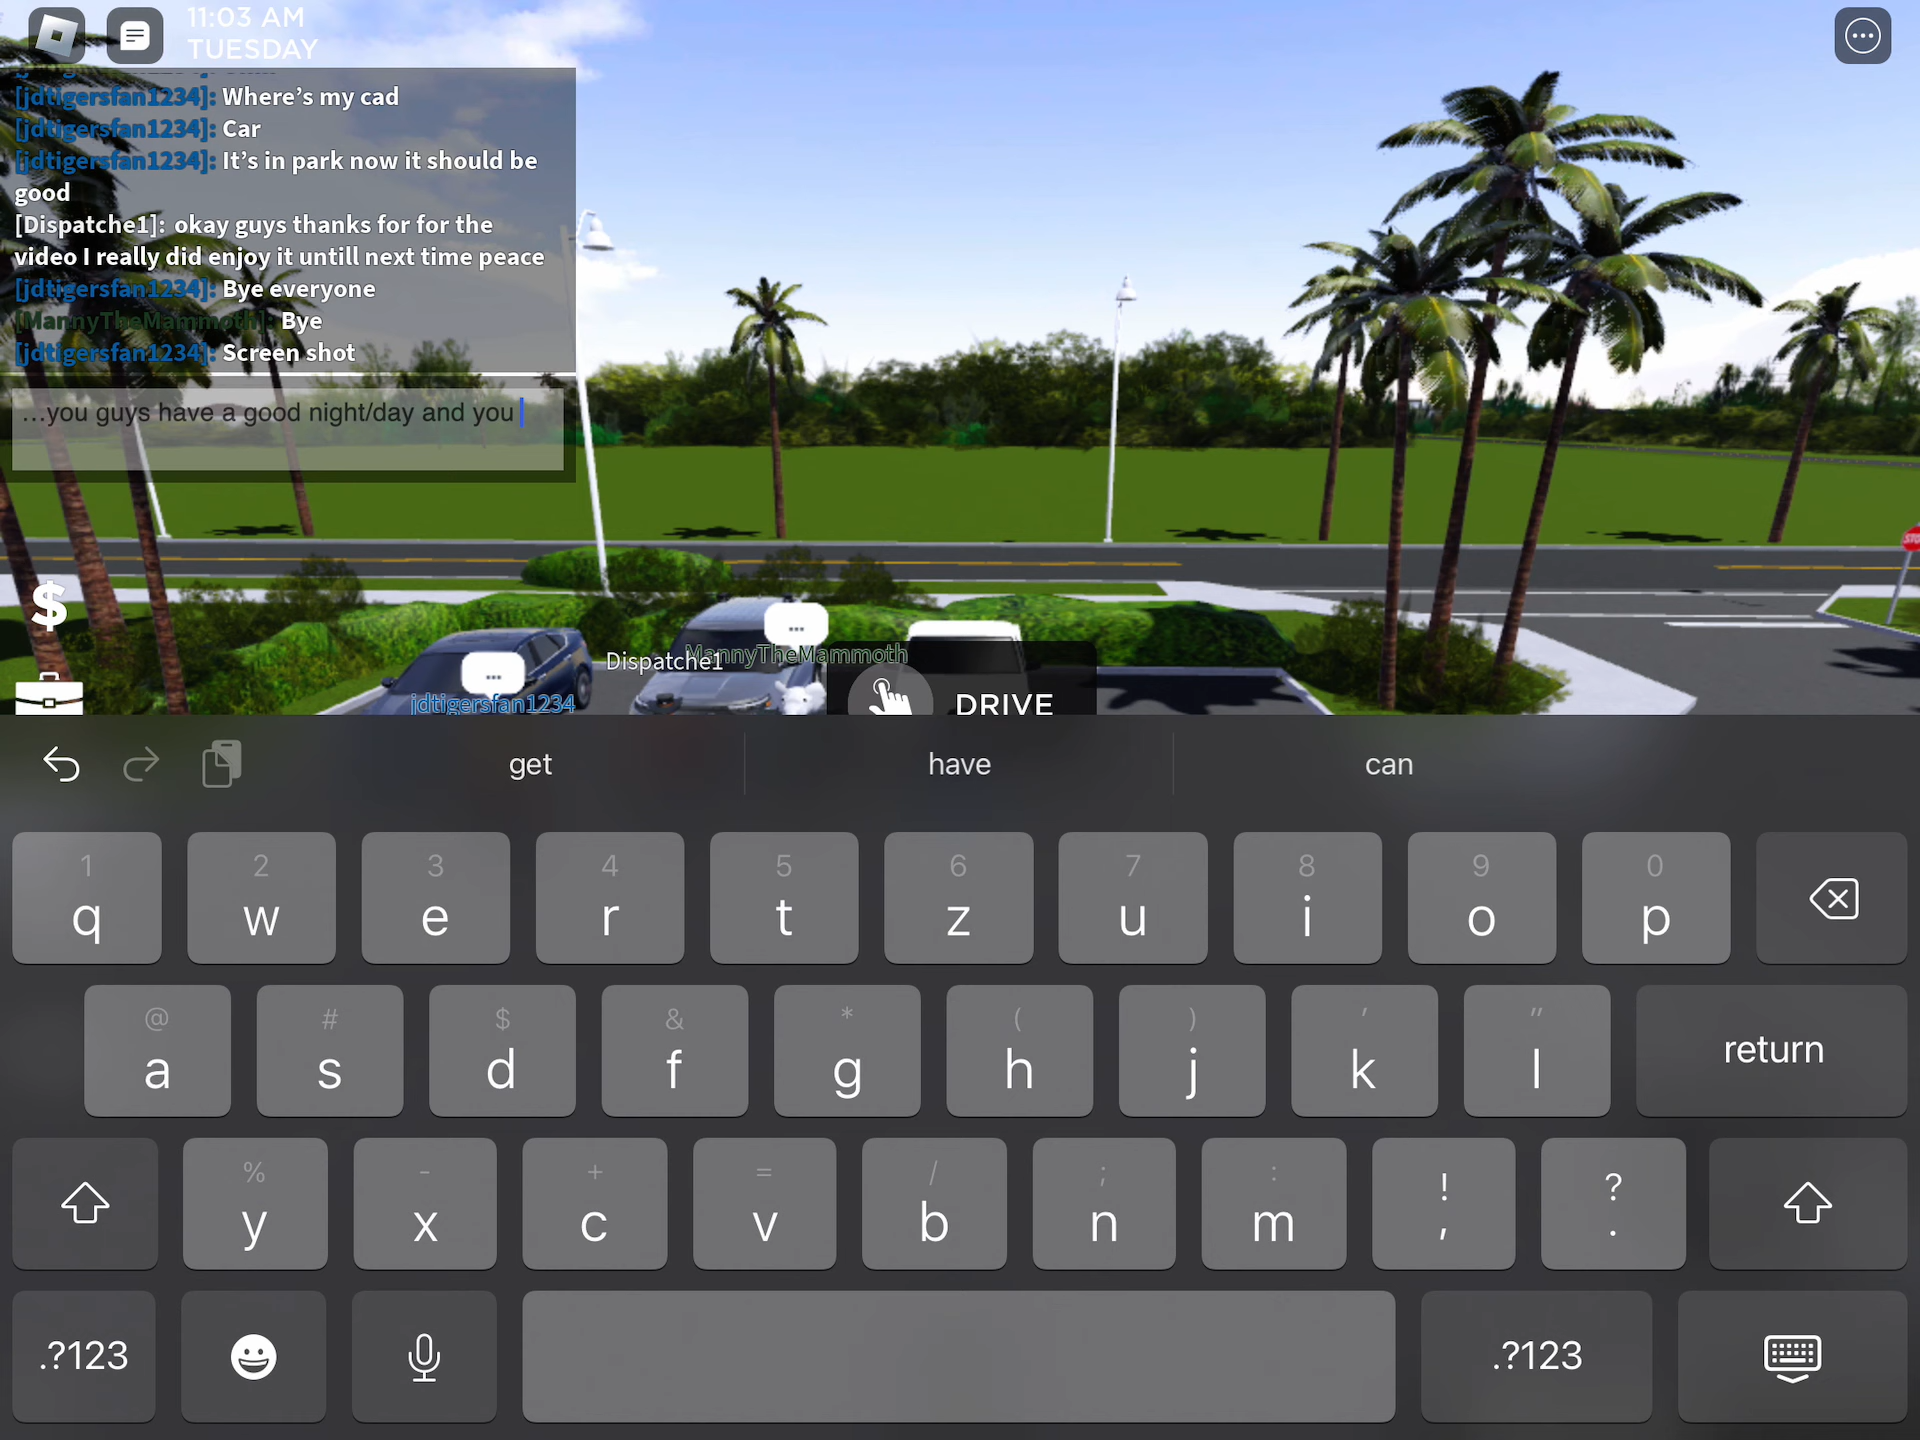 11:03 AM
TUESDAY
[jdtigersfan1234]: Where's my cad
[jdtigersfan1234]: Car
[jdtigersfan1234]: It's in park now it should be
good
[Dispatche1]: okay guys thanks for for the
video I really did enjoy it untill next time peace
[jdtigersfan1234]: Bye everyone
[MannyTheMammoth]: Bye
[jdtigersfan1234]: Screen shot
...you guys have a good night/day and you
STO
$
...
...
Dispatche1
MannyTheMammoth
jdtigersfan1234
DRIVE
get have can
1 2 3 4 5 6 7 8 9 0
q w e r t z u i o p
@ # $ & * ( ) ' "
a s d f g h j k l return
% - + = / ; : ! ?
y x c v b n m , .
.?123 .?123